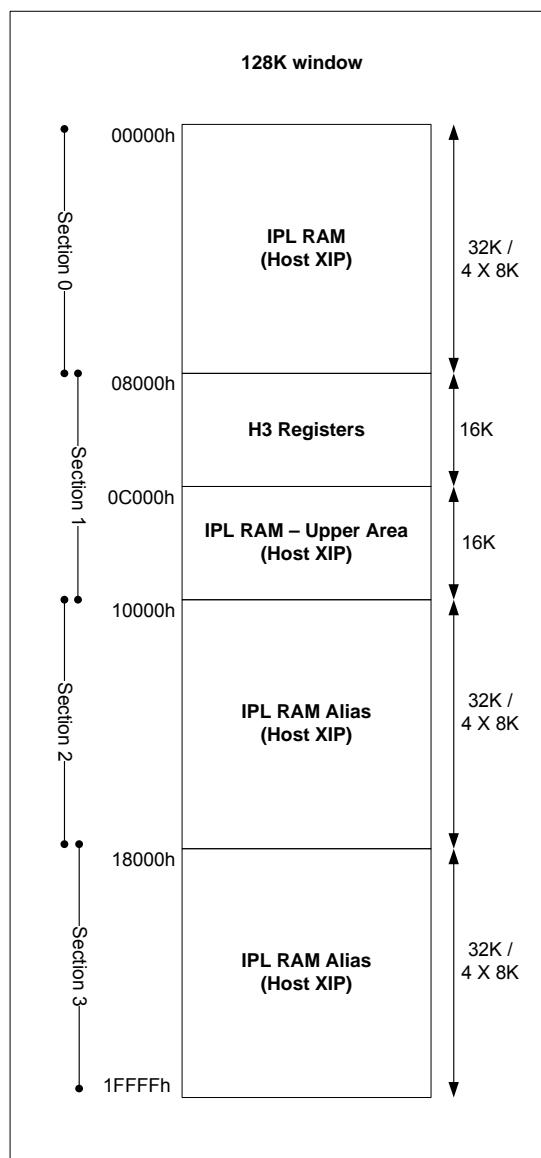 128K window
00000h
Section 0
IPL RAM
(Host XIP)
32K /
4 X 8K
08000h
Section 1
H3 Registers
16K
0C000h
IPL RAM – Upper Area
(Host XIP)
16K
10000h
Section 2
IPL RAM Alias
(Host XIP)
32K /
4 X 8K
18000h
Section 3
IPL RAM Alias
(Host XIP)
32K /
4 X 8K
1FFFFh